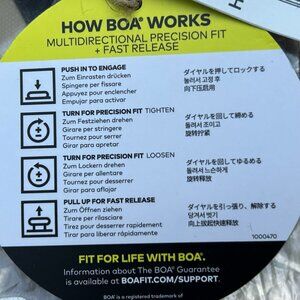 HOW BOA® WORKS
MULTIDIRECTIONAL PRECISION FIT
+ FAST RELEASE
PUSH IN TO ENGAGE
Zum Einrasten drücken
Spingere per fissare
Appuyez pour enclencher
Empujar para activar
ダイヤルを押してロックする
눌러서 고정
向下压启用
TURN FOR PRECISION FIT TIGHTEN
Zum Festziehen drehen
Girare per stringere
Tournez pour serrer
Girar para apretar
ダイヤルを回して締める
돌려서 조이고
旋转拧紧
TURN FOR PRECISION FIT LOOSEN
Zum Lockern drehen
Girare per allentare
Tournez pour desserrer
Girar para aflojar
ダイヤルを回してゆるめる
돌려서 느슨하게
旋转释放
PULL UP FOR FAST RELEASE
Zum Öffnen ziehen
Tirare per rilasciare
Tirez pour desserrer rapidement
Tirar para liberar rápidamente
ダイヤルを引っ張り、解除する
당겨서 벗기
向上拔起快速释放
1000470
FIT FOR LIFE WITH BOA®.
Information about The BOA® Guarantee
is available at BOAFIT.COM/SUPPORT.
BOA® is a registered trademark of